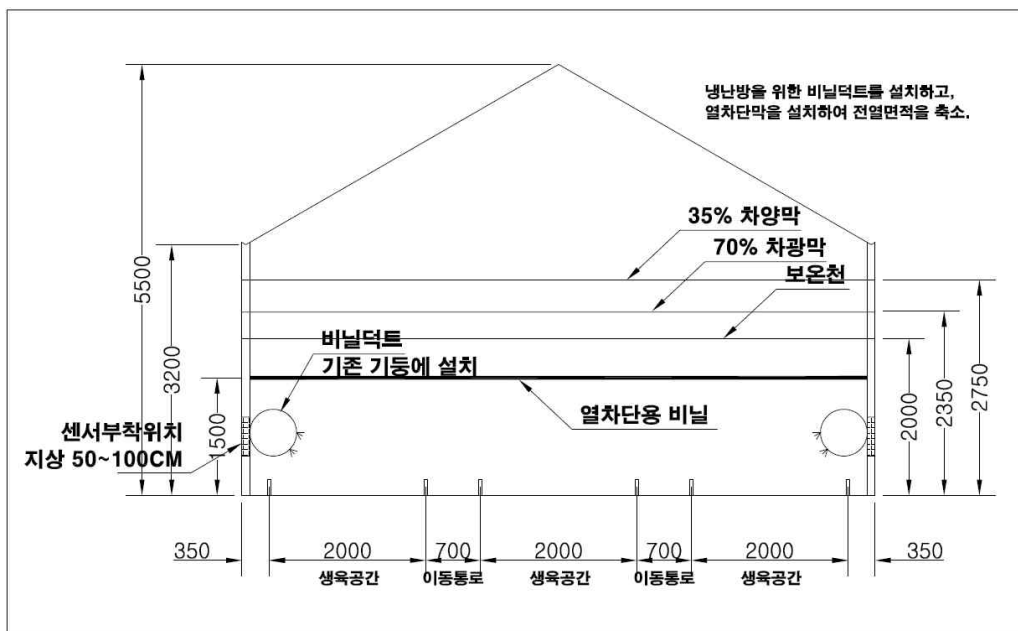 냉난방을 위한 비닐덕트를 설치하고,
열차단막을 설치하여 전열면적을 축소.
35% 차양막
70% 차광막
보온천
비닐덕트
기존 기둥에 설치
열차단용 비닐
센서부착위치
지상 50~100CM
5500
3200
1500
2000
2350
2750
350
2000
700
2000
700
2000
350
생육공간
이동통로
생육공간
이동통로
생육공간